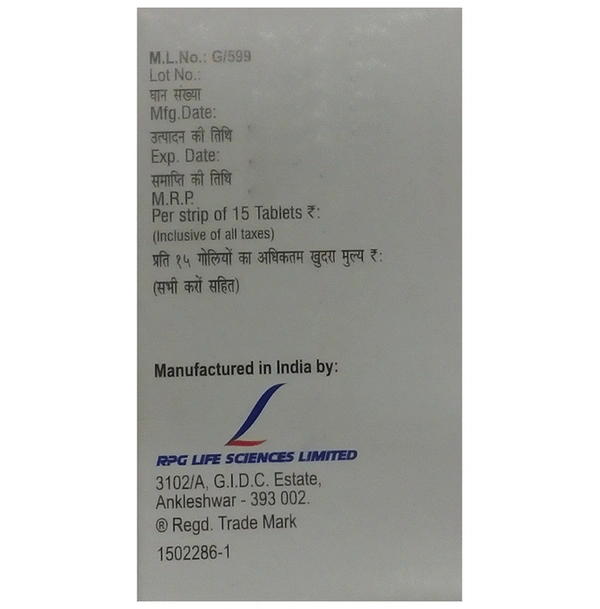 M.L.No.: G/599
Lot No.:
घान संख्या
Mfg.Date:
उत्पादन की तिथि
Exp. Date:
समाप्ति की तिथि
M.R.P.
Per strip of 15 Tablets ₹:
(Inclusive of all taxes)
प्रति १५ गोलियों का अधिकतम खुदरा मुल्य ₹:
(सभी करों सहित)
Manufactured in India by:
RPG LIFE SCIENCES LIMITED
3102/A, G.I.D.C. Estate,
Ankleshwar - 393 002.
® Regd. Trade Mark
1502286-1